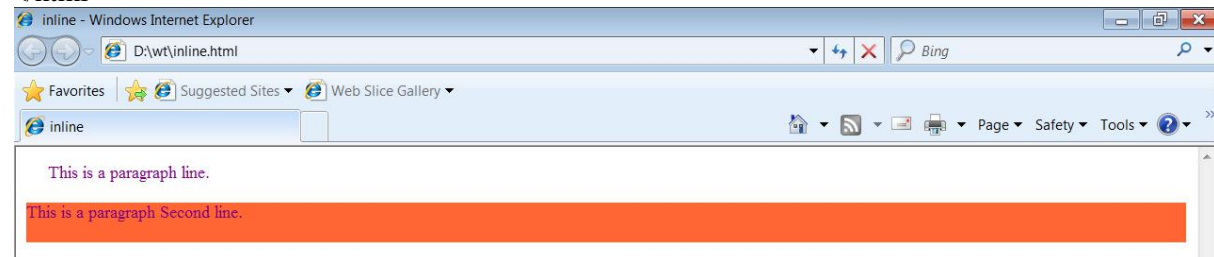 inline - Windows Internet Explorer
D:\wt\inline.html
Bing
Favorites
Suggested Sites
Web Slice Gallery
inline
Page
Safety
Tools
This is a paragraph line.
This is a paragraph Second line.